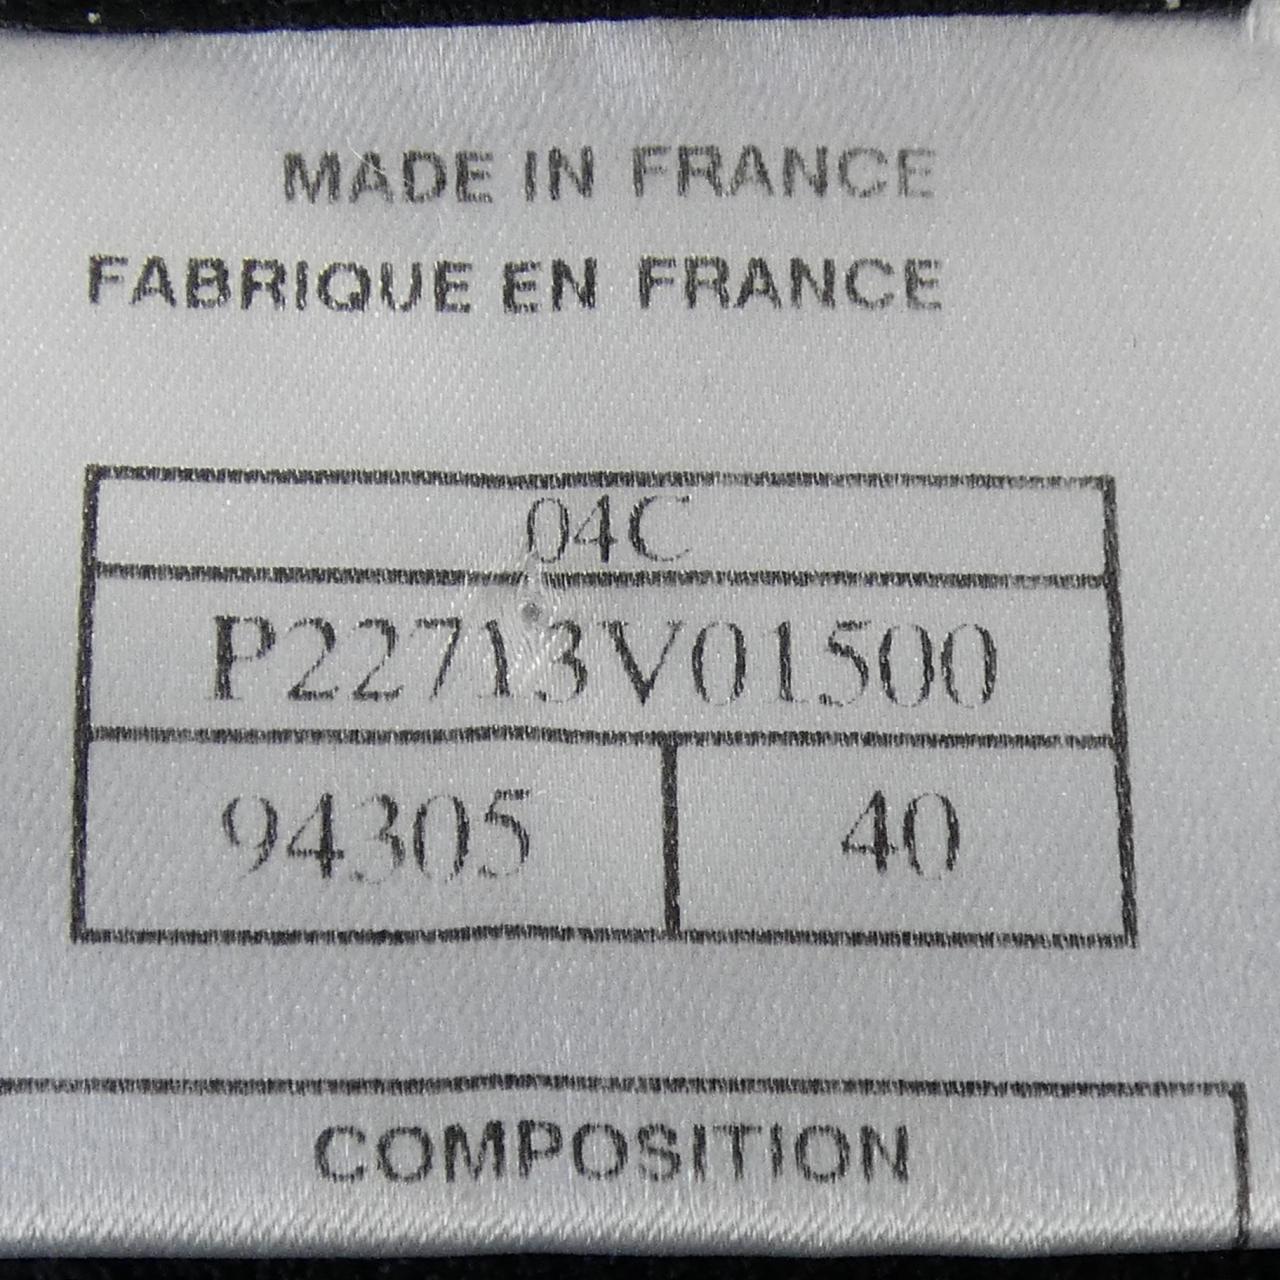 MADE IN FRANCE
FABRIQUE EN FRANCE
04C
P22713V01500
94305 40
COMPOSITION